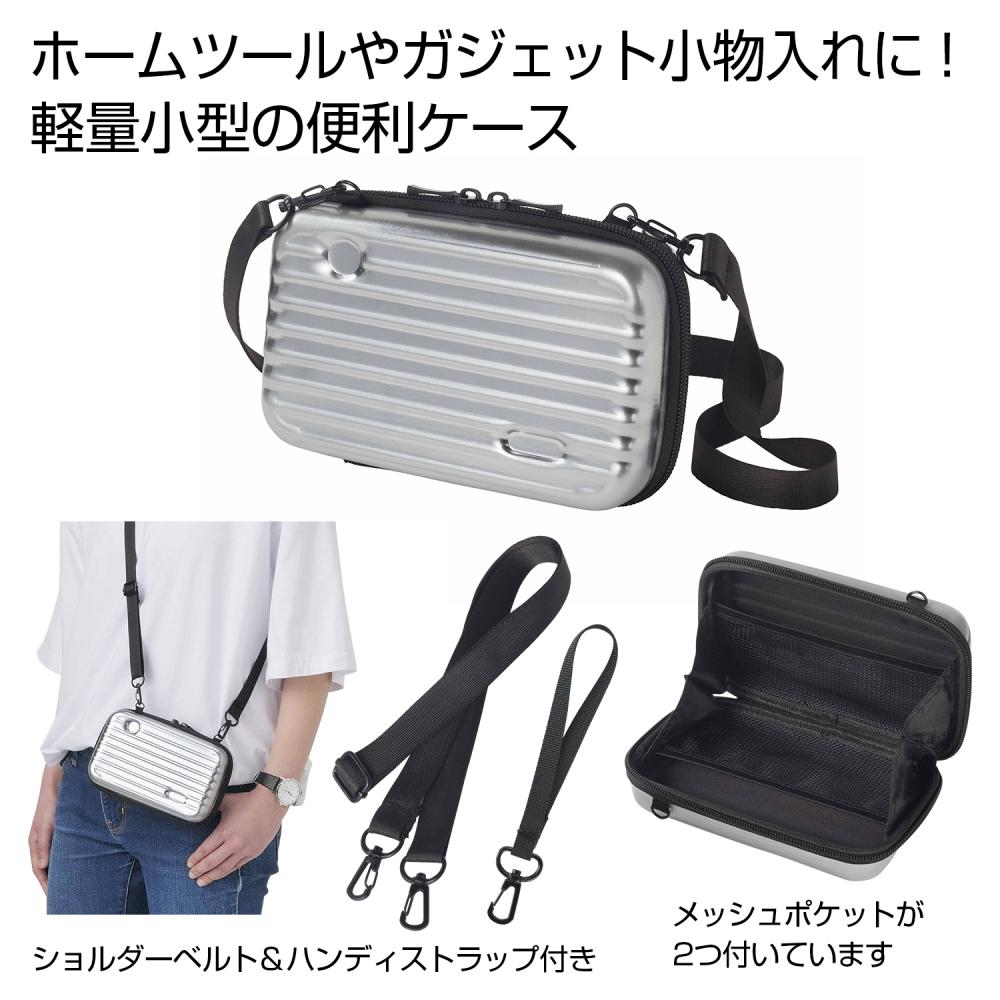 ホームツールやガジェット小物入れに！
軽量小型の便利ケース
ショルダーベルト＆ハンディストラップ付き
メッシュポケットが
2つ付いています